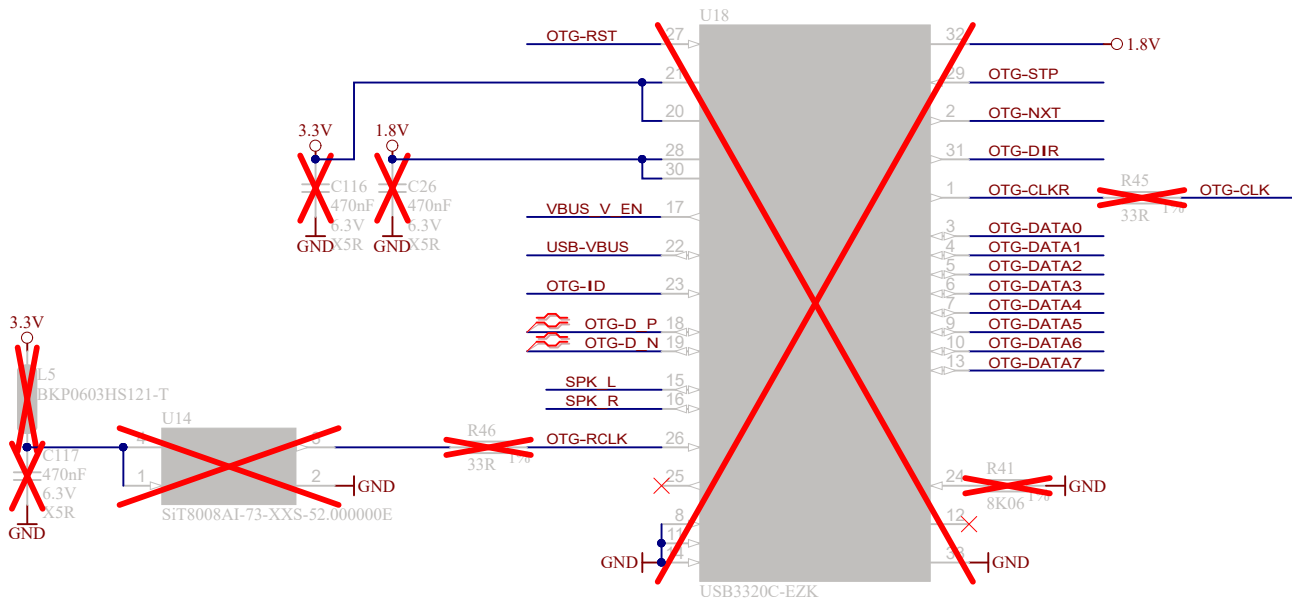 U18
OTG-RST
27
32
1.8V
21
29
OTG-STP
20
2
OTG-NXT
3.3V
1.8V
28
31
OTG-DIR
30
C116
470nF
6.3V
X5R
GND
C26
470nF
6.3V
X5R
GND
1
OTG-CLKR
R45
33R
1%
OTG-CLK
VBUS_V_EN
17
3
OTG-DATA0
USB-VBUS
22
4
OTG-DATA1
5
OTG-DATA2
OTG-ID
23
6
OTG-DATA3
7
OTG-DATA4
OTG-D_P
18
9
OTG-DATA5
OTG-D_N
19
10
OTG-DATA6
13
OTG-DATA7
SPK_L
15
SPK_R
16
3.3V
L5
BKP0603HS121-T
U14
4
3
1
2
GND
SiT8008AI-73-XXS-52.000000E
C117
470nF
6.3V
X5R
GND
R46
33R
1%
OTG-RCLK
26
25
24
R41
8K06
1%
GND
8
12
11
GND
14
33
GND
USB3320C-EZK